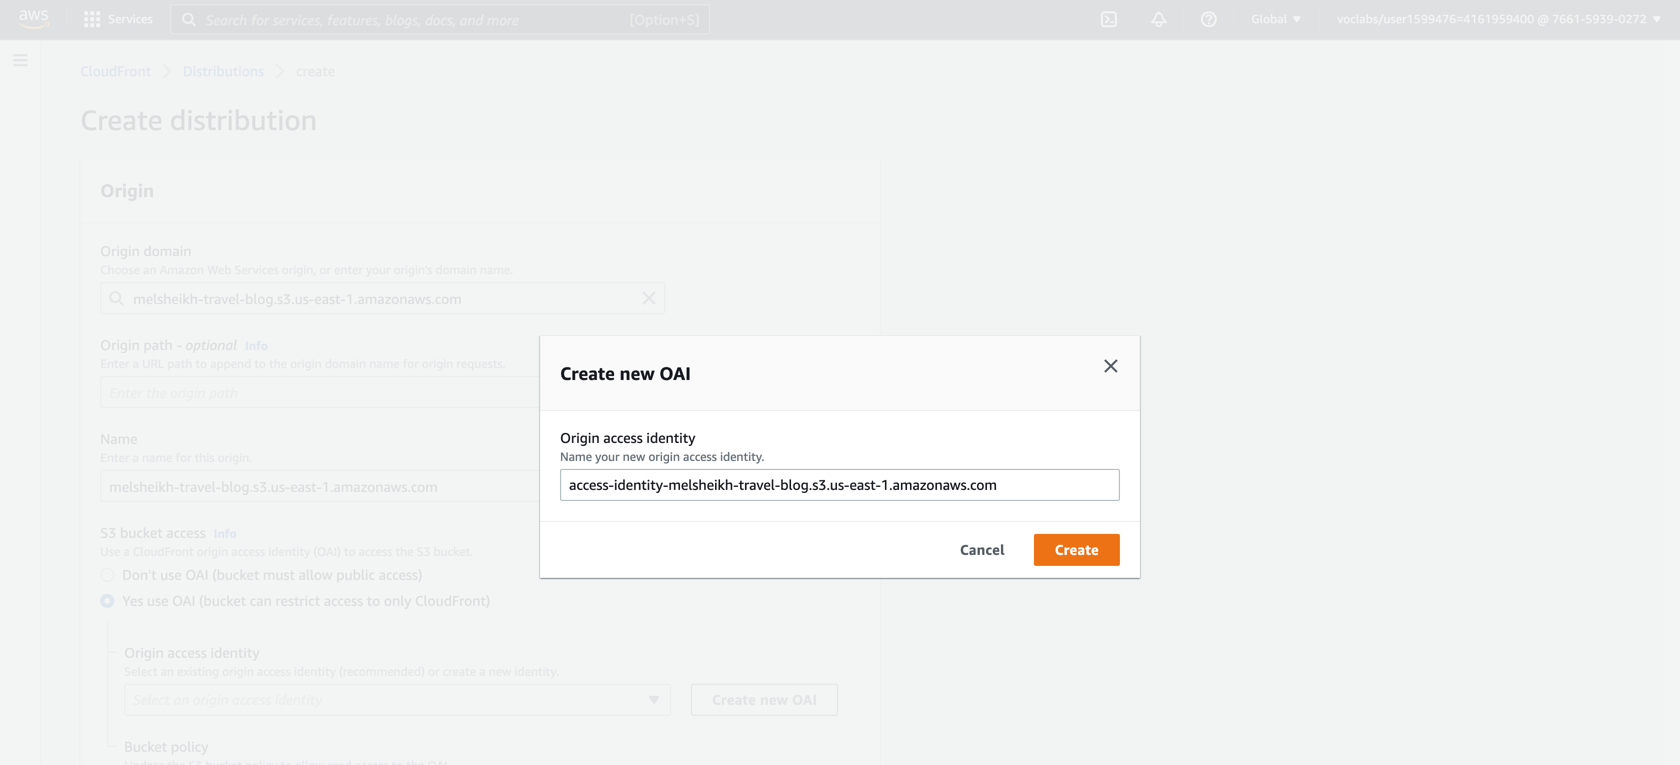 aws Services Search for services, features, blogs, docs, and more [Option+S] Global ▼ voclabs/user1599476=4161959400 @ 7661-5939-0272 ▼
CloudFront > Distributions > create
Create distribution
Origin
Origin domain
Choose an Amazon Web Services origin, or enter your origin's domain name.
melsheikh-travel-blog.s3.us-east-1.amazonaws.com
Origin path - optional Info
Enter a URL path to append to the origin domain name for origin requests.
Enter the origin path
Name
Enter a name for this origin.
melsheikh-travel-blog.s3.us-east-1.amazonaws.com
S3 bucket access Info
Use a CloudFront origin access identity (OAI) to access the S3 bucket.
Don't use OAI (bucket must allow public access)
Yes use OAI (bucket can restrict access to only CloudFront)
Origin access identity
Select an existing origin access identity (recommended) or create a new identity.
Select an origin access identity
Create new OAI
Bucket policy
Create new OAI
Origin access identity
Name your new origin access identity.
access-identity-melsheikh-travel-blog.s3.us-east-1.amazonaws.com
Cancel Create